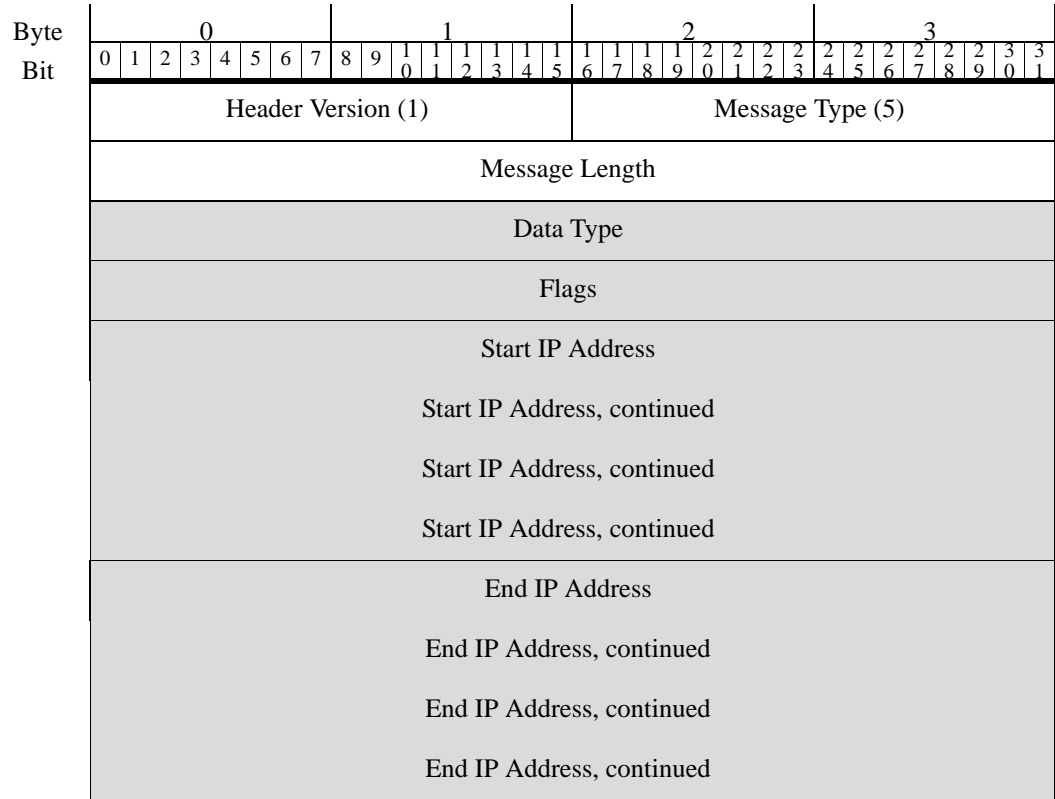 Byte 0 1 2 3
Bit 0 1 2 3 4 5 6 7 8 9 10 11 12 13 14 15 16 17 18 19 20 21 22 23 24 25 26 27 28 29 30 31
Header Version (1) Message Type (5)
Message Length
Data Type
Flags
Start IP Address
Start IP Address, continued
Start IP Address, continued
Start IP Address, continued
End IP Address
End IP Address, continued
End IP Address, continued
End IP Address, continued